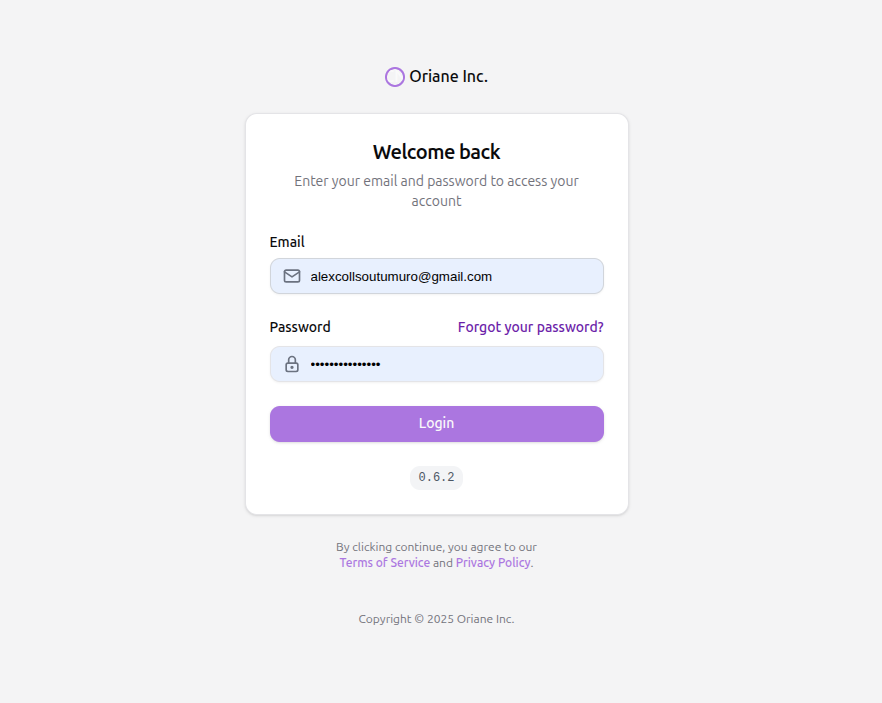 Oriane Inc.
Welcome back
Enter your email and password to access your
account
Email
alexcollsoutumuro@gmail.com
Password
Forgot your password?
•••••••••••••••
Login
0.6.2
By clicking continue, you agree to our
Terms of Service and Privacy Policy.
Copyright © 2025 Oriane Inc.